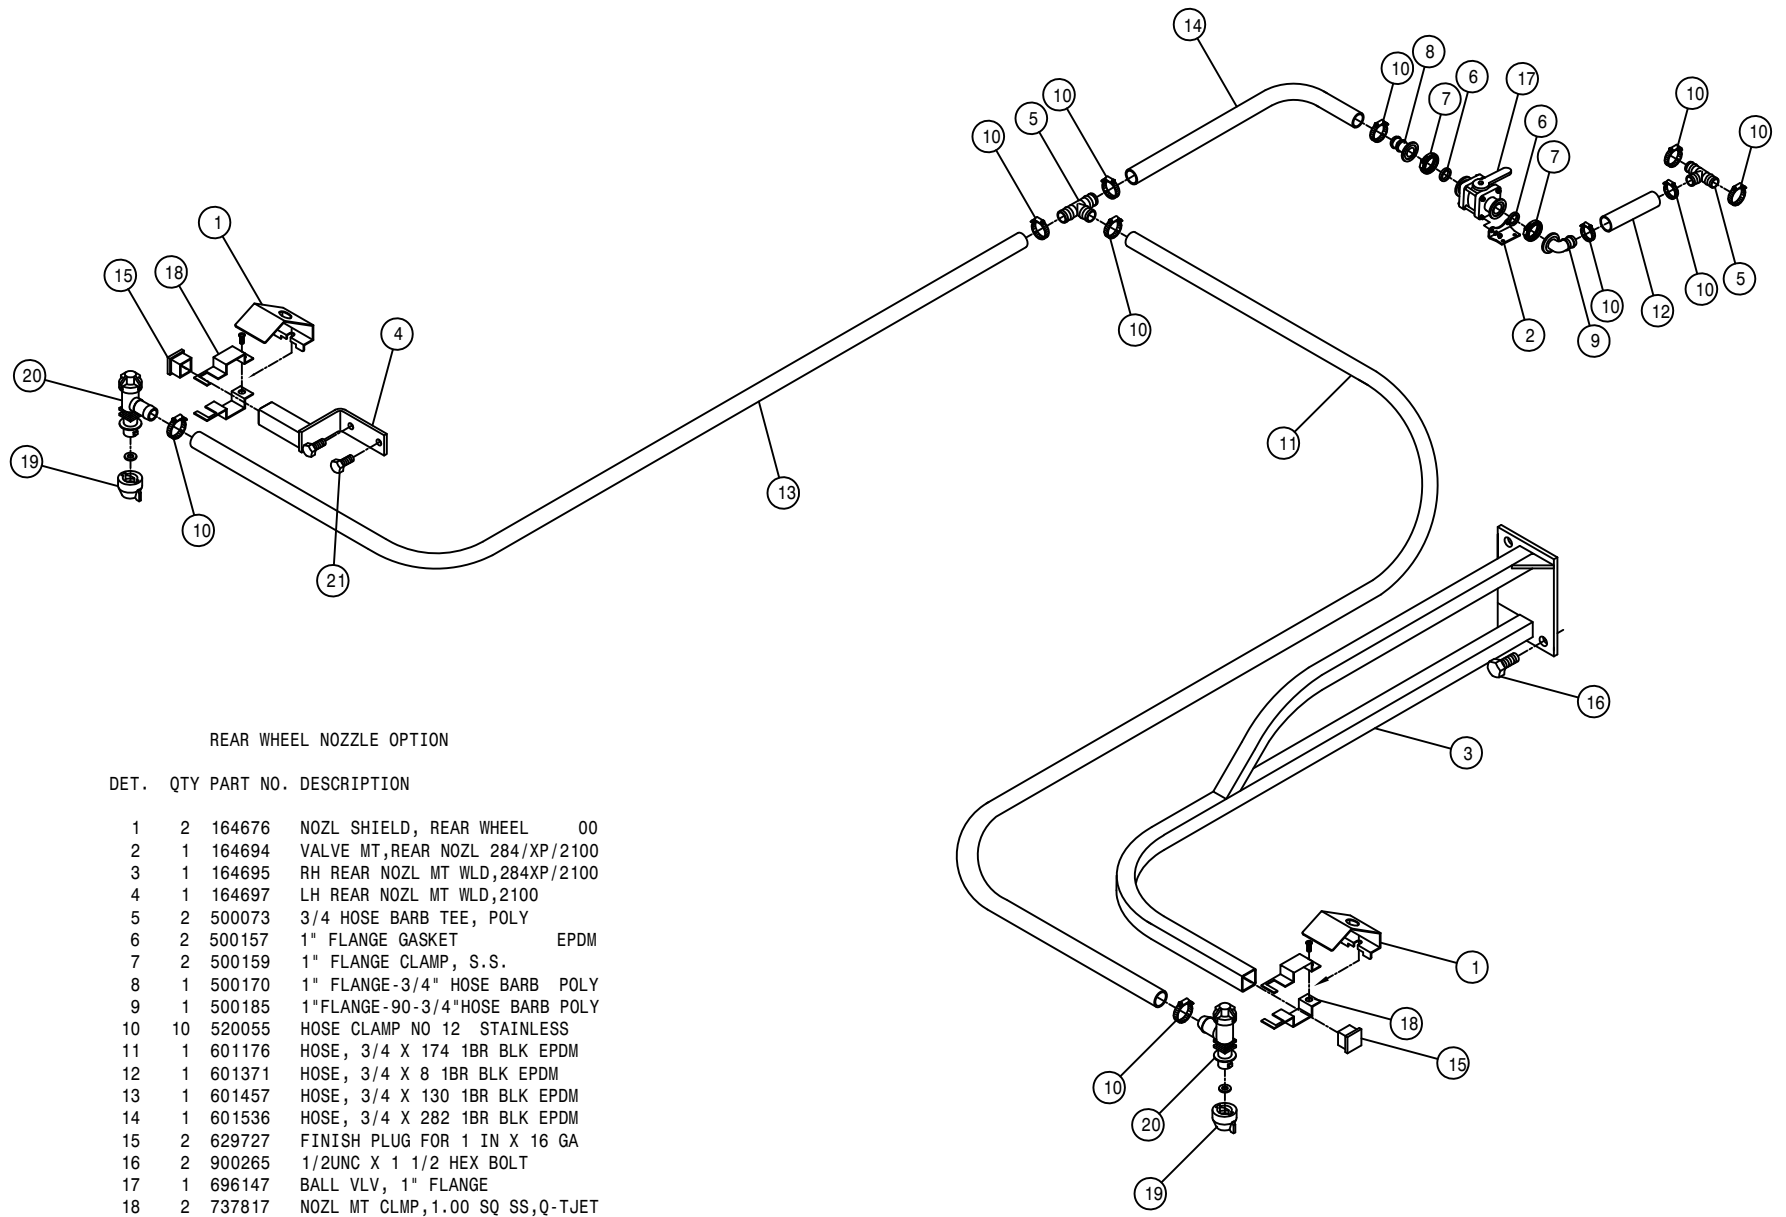 14
8
10
6
17
7
10
10
5
6
10
10
7
10
1
15
18
4
10
2
9
10
12
10
5
20
11
19
13
10
21
16
3
1
18
15
10
20
19
REAR WHEEL NOZZLE OPTION
DET. QTY PART NO. DESCRIPTION
1 2 164676 NOZL SHIELD, REAR WHEEL 00
2 1 164694 VALVE MT,REAR NOZL 284/XP/2100
3 1 164695 RH REAR NOZL MT WLD,284XP/2100
4 1 164697 LH REAR NOZL MT WLD,2100
5 2 500073 3/4 HOSE BARB TEE, POLY
6 2 500157 1" FLANGE GASKET EPDM
7 2 500159 1" FLANGE CLAMP, S.S.
8 1 500170 1" FLANGE-3/4" HOSE BARB POLY
9 1 500185 1"FLANGE-90-3/4"HOSE BARB POLY
10 10 520055 HOSE CLAMP NO 12 STAINLESS
11 1 601176 HOSE, 3/4 X 174 1BR BLK EPDM
12 1 601371 HOSE, 3/4 X 8 1BR BLK EPDM
13 1 601457 HOSE, 3/4 X 130 1BR BLK EPDM
14 1 601536 HOSE, 3/4 X 282 1BR BLK EPDM
15 2 629727 FINISH PLUG FOR 1 IN X 16 GA
16 2 900265 1/2UNC X 1 1/2 HEX BOLT
17 1 696147 BALL VLV, 1" FLANGE
18 2 737817 NOZL MT CLMP,1.00 SQ SS,Q-TJET